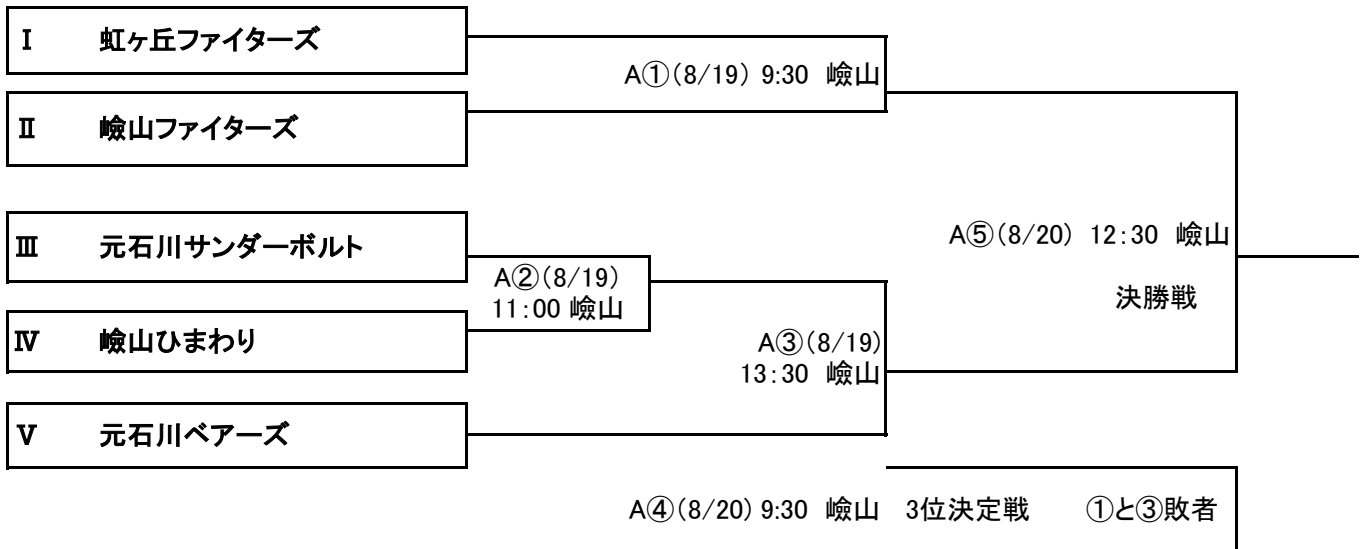 Ⅰ 虹ヶ丘ファイターズ
A①(8/19) 9:30 嶮山
Ⅱ 嶮山ファイターズ
Ⅲ 元石川サンダーボルト
A⑤(8/20) 12:30 嶮山
A②(8/19)
11:00 嶮山
決勝戦
Ⅳ 嶮山ひまわり
A③(8/19)
13:30 嶮山
Ⅴ 元石川ベアーズ
A④(8/20) 9:30 嶮山 3位決定戦 ①と③敗者